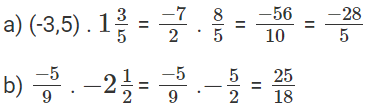 a) (-3,5) . 1 3/5 = -7/2 . 8/5 = -56/10 = -28/5
b) -5/9 . -2 1/2 = -5/9 . - 5/2 = 25/18